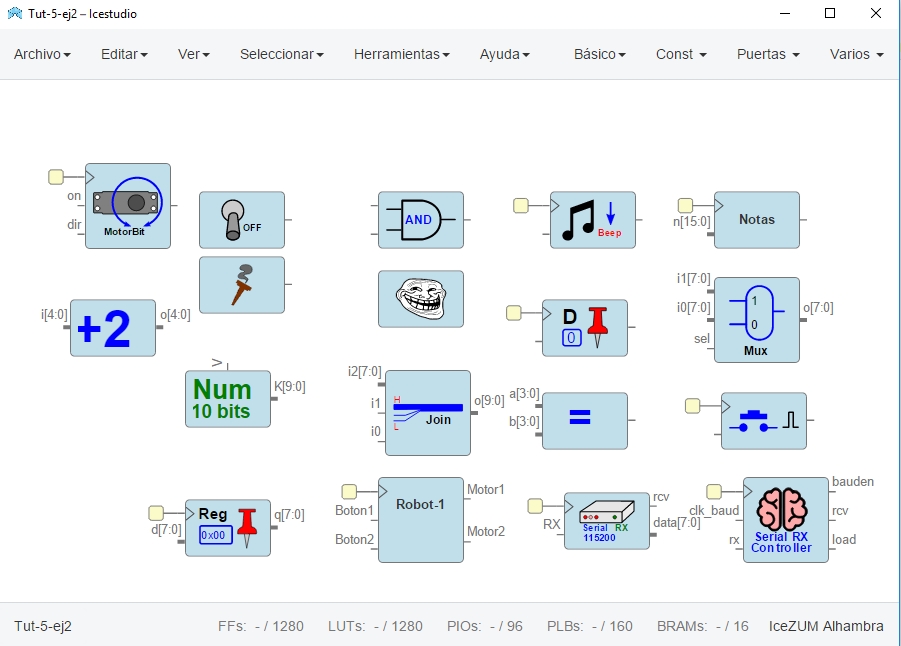 Tut-5-ej2 – Icestudio
Archivo Editar Ver Seleccionar Herramientas Ayuda Básico Const Puertas Varios
on
dir
MotorBit
OFF
AND
Beep
n[15:0]
Notas
i[4:0]
+2
o[4:0]
D
0
i1[7:0]
i0[7:0]
sel
1
0
Mux
o[7:0]
V
Num
10 bits
K[9:0]
i2[7:0]
i1
i0
H
L
Join
o[9:0]
a[3:0]
b[3:0]
=
d[7:0]
Reg
0x00
q[7:0]
Boton1
Boton2
Robot-1
Motor1
Motor2
RX
Serial RX
115200
rcv
data[7:0]
clk_baud
rx
Serial RX
Controller
bauden
rcv
load
Tut-5-ej2 FFs: - / 1280 LUTs: - / 1280 PIOs: - / 96 PLBs: - / 160 BRAMs: - / 16 IceZUM Alhambra